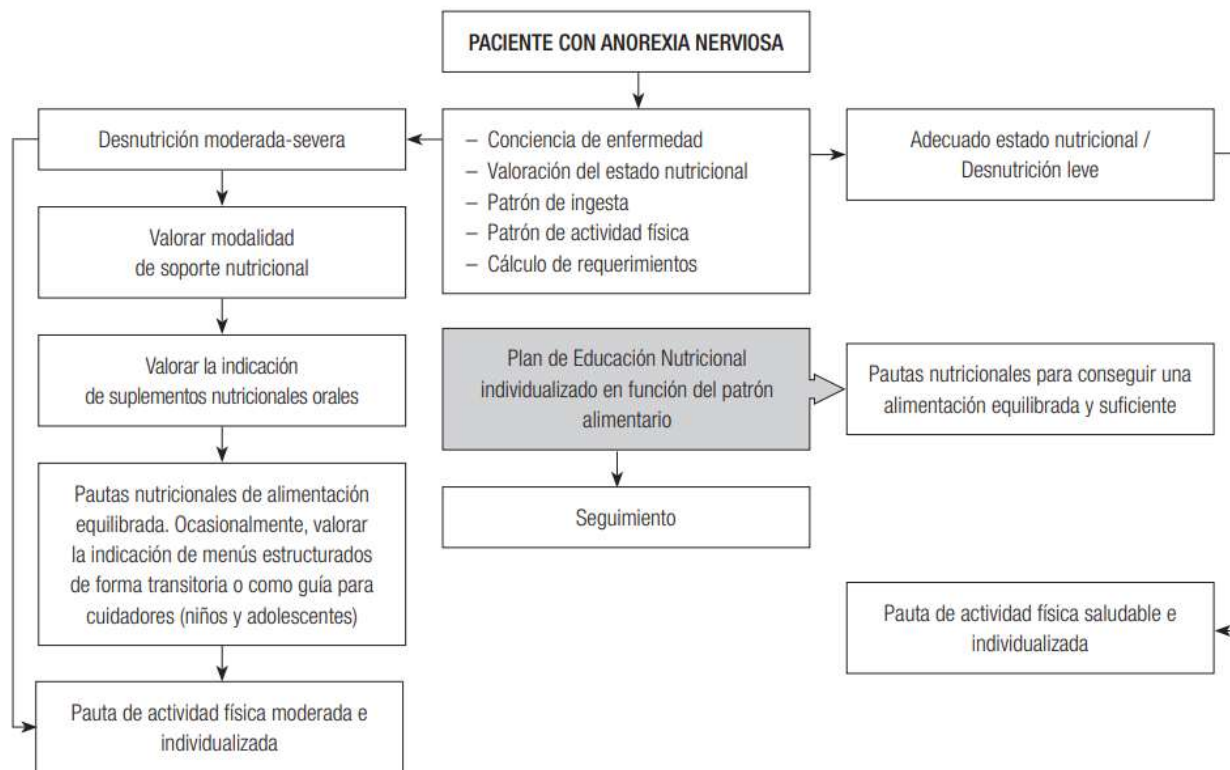 PACIENTE CON ANOREXIA NERVIOSA
Desnutrición moderada-severa
– Conciencia de enfermedad
– Valoración del estado nutricional
– Patrón de ingesta
– Patrón de actividad física
– Cálculo de requerimientos
Adecuado estado nutricional /
Desnutrición leve
Valorar modalidad
de soporte nutricional
Valorar la indicación
de suplementos nutricionales orales
Plan de Educación Nutricional
individualizado en función del patrón
alimentario
Pautas nutricionales para conseguir una
alimentación equilibrada y suficiente
Pautas nutricionales de alimentación
equilibrada. Ocasionalmente, valorar
la indicación de menús estructurados
de forma transitoria o como guía para
cuidadores (niños y adolescentes)
Seguimiento
Pauta de actividad física saludable e
individualizada
Pauta de actividad física moderada e
individualizada